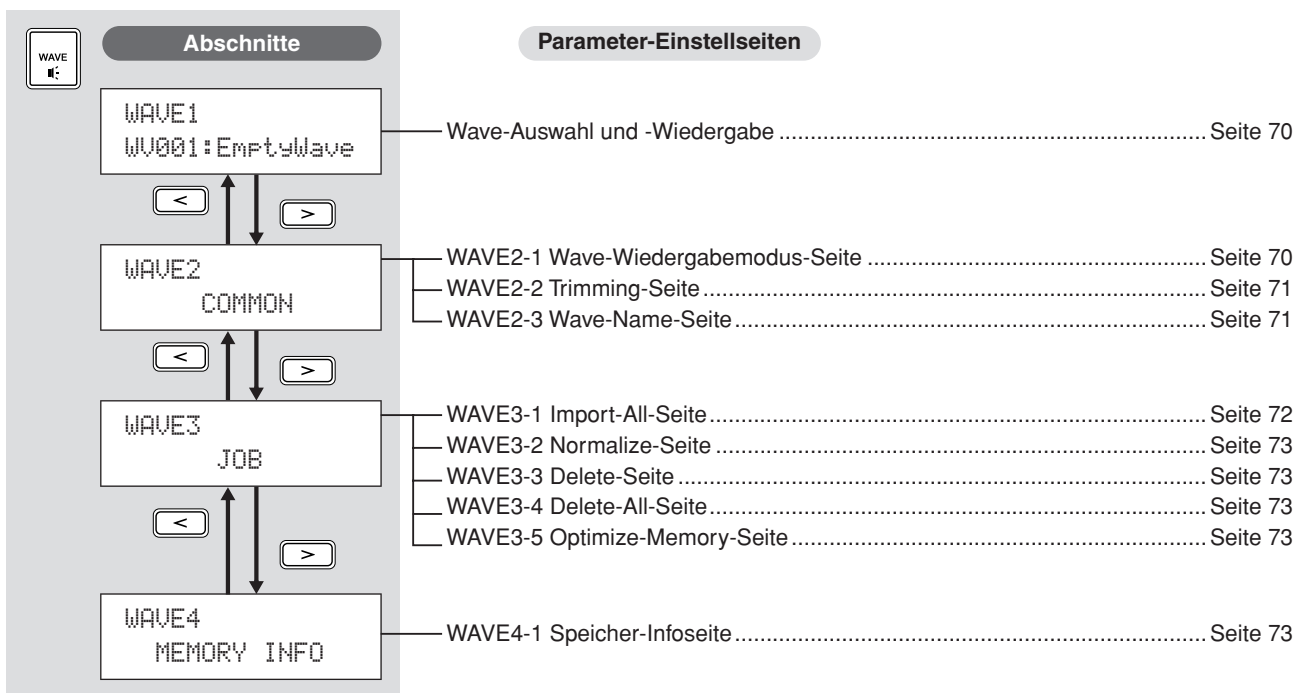 WAVE
Abschnitte
Parameter-Einstellseiten
WAVE1
WV001:EmptyWave
Wave-Auswahl und -Wiedergabe ................................................................ Seite 70
<
>
WAVE2
COMMON
WAVE2-1 Wave-Wiedergabemodus-Seite ................................................... Seite 70
WAVE2-2 Trimming-Seite ........................................................................... Seite 71
WAVE2-3 Wave-Name-Seite ...................................................................... Seite 71
<
>
WAVE3
JOB
WAVE3-1 Import-All-Seite .......................................................................... Seite 72
WAVE3-2 Normalize-Seite ......................................................................... Seite 73
WAVE3-3 Delete-Seite ............................................................................... Seite 73
WAVE3-4 Delete-All-Seite .......................................................................... Seite 73
WAVE3-5 Optimize-Memory-Seite .............................................................. Seite 73
<
>
WAVE4
MEMORY INFO
WAVE4-1 Speicher-Infoseite ...................................................................... Seite 73